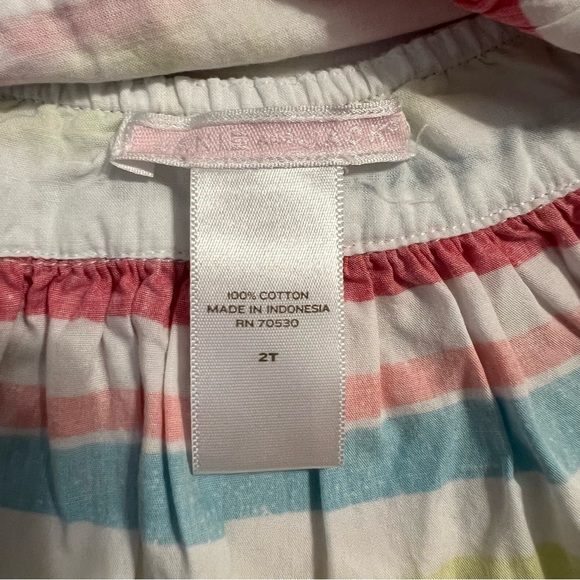 100% COTTON
MADE IN INDONESIA
RN 70530
2T